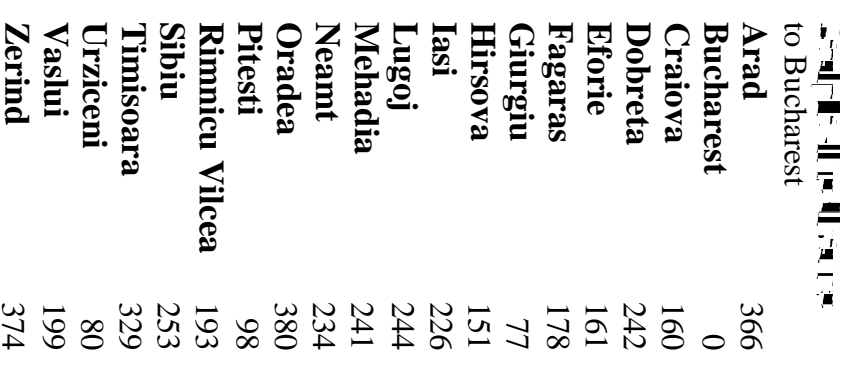 to Bucharest
Arad 366
Bucharest 0
Craiova 160
Dobreta 242
Eforie 161
Fagaras 178
Giurgiu 77
Hirsova 151
Iasi 226
Lugoj 244
Mehadia 241
Neamt 234
Oradea 380
Pitesti 98
Rimnicu Vilcea 193
Sibiu 253
Timisoara 329
Urziceni 80
Vaslui 199
Zerind 374